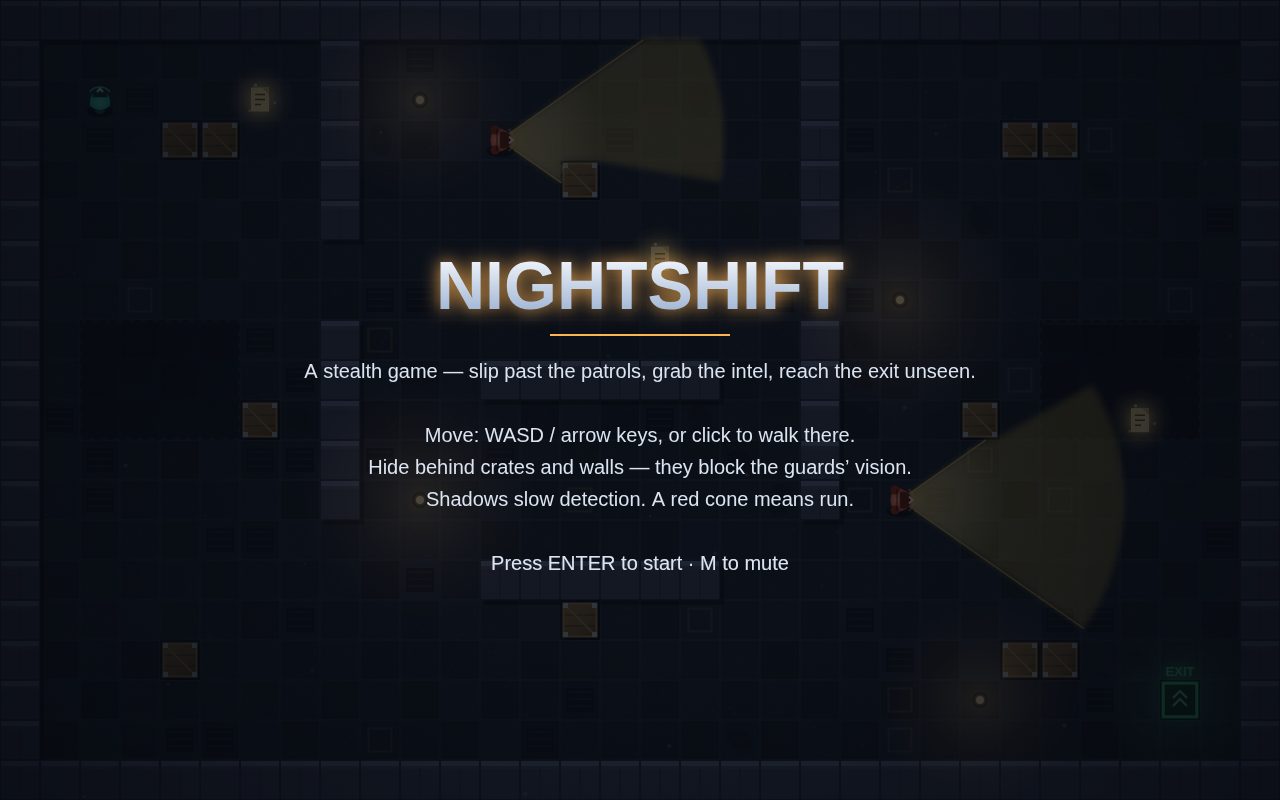 NIGHTSHIFT
A stealth game — slip past the patrols, grab the intel, reach the exit unseen.
Move: WASD / arrow keys, or click to walk there.
Hide behind crates and walls — they block the guards’ vision.
Shadows slow detection. A red cone means run.
Press ENTER to start · M to mute
EXIT